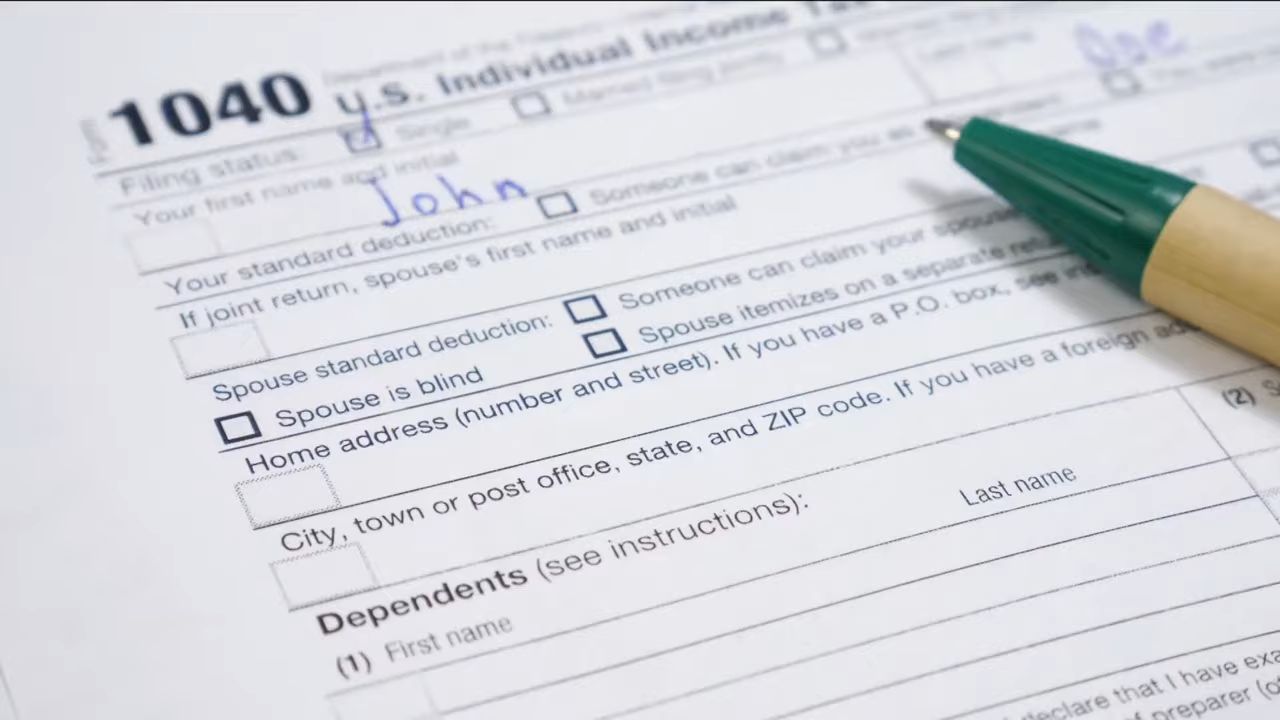 1040 U.S. Individual Income Tax
Filing status: Single Married filing jointly
Your first name and initial Last name
John Doe
Your standard deduction: Someone can claim you as
If joint return, spouse's first name and initial
Spouse standard deduction: Someone can claim your spouse
Spouse is blind Spouse itemizes on a separate retu
Home address (number and street). If you have a P.O. box, see ins
City, town or post office, state, and ZIP code. If you have a foreign add
Dependents (see instructions): (2) S
(1) First name Last name
declare that I have exa
f preparer (ot